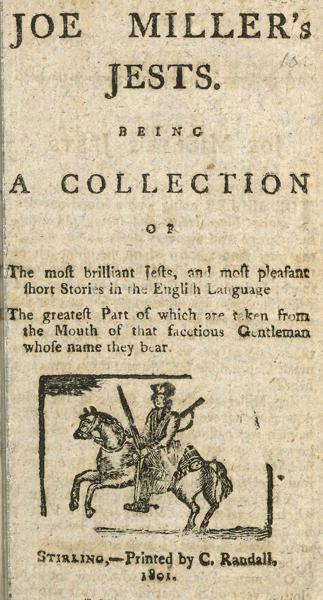 JOE MILLER's
JESTS.
BEING
A COLLECTION
OF
The moſt brilliant Jeſts, and moſt pleaſant
ſhort Stories in the Engliſh Language
The greateſt Part of which are taken from
the Mouth of that facetious Gentleman
whoſe name they bear.
STIRLING,—Printed by C. Randall,
1801.